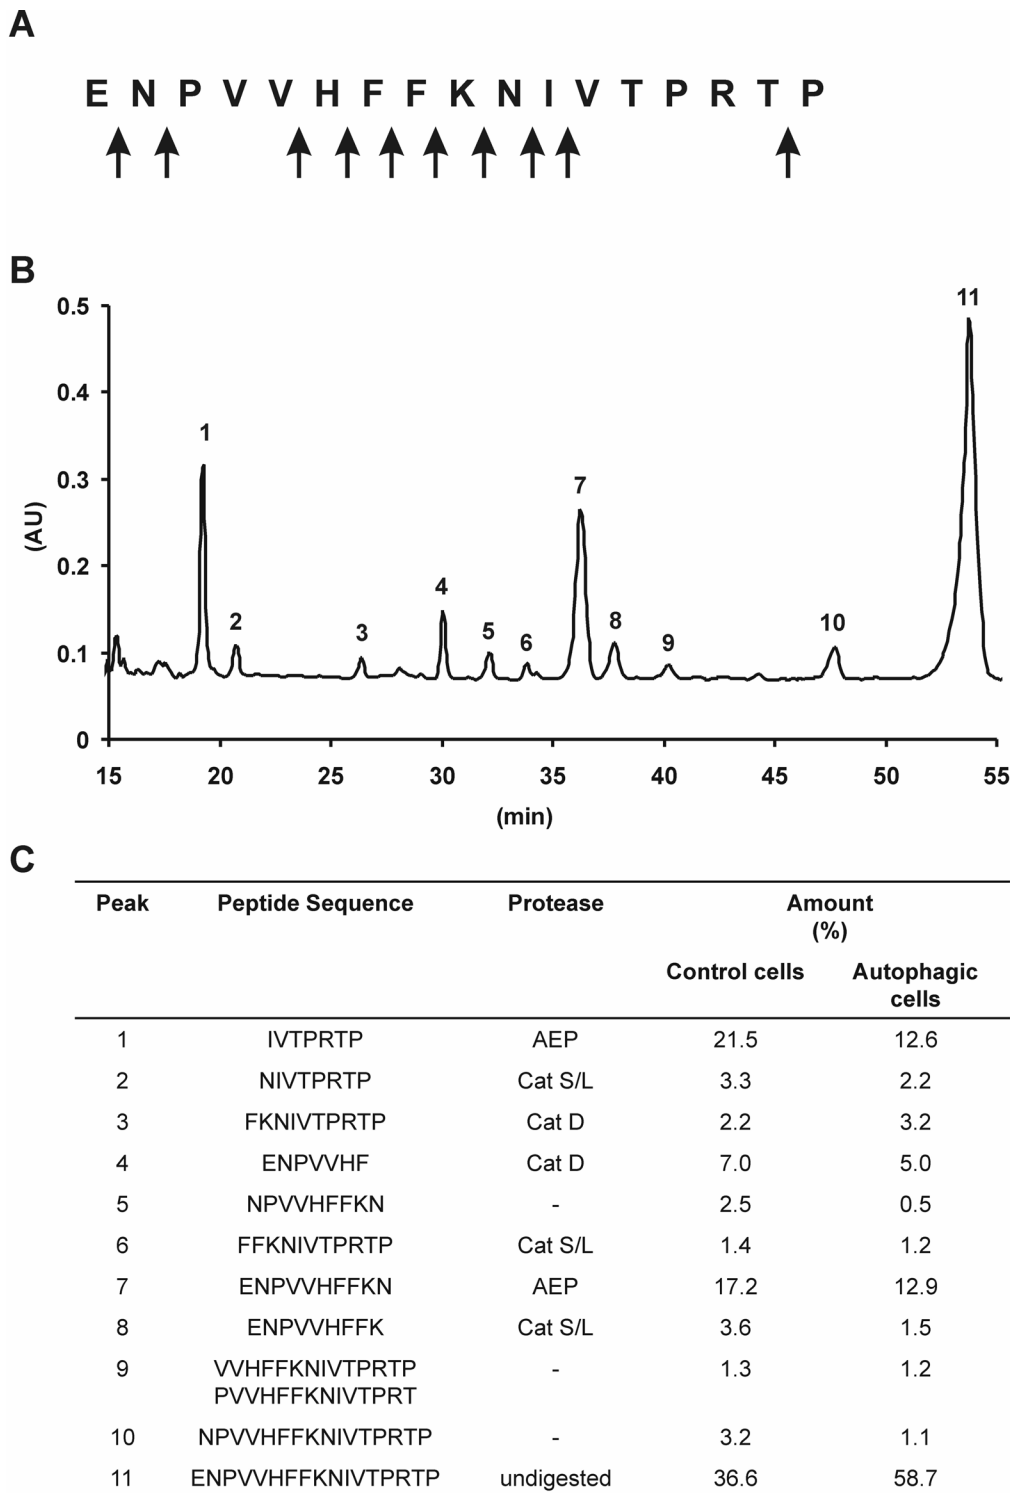 A
E N P V V H F F K N I V T P R T P
B
0.5
0.4
0.3
0.2
0.1
0
(AU)
1
2
3
4
5
6
7
8
9
10
11
15 20 25 30 35 40 45 50 55
(min)
C
Peak Peptide Sequence Protease Amount
(%)
Control cells Autophagic
cells
1 IVTPRTP AEP 21.5 12.6
2 NIVTPRTP Cat S/L 3.3 2.2
3 FKNIVTPRTP Cat D 2.2 3.2
4 ENPVVHF Cat D 7.0 5.0
5 NPVVHFFKN - 2.5 0.5
6 FFKNIVTPRTP Cat S/L 1.4 1.2
7 ENPVVHFFKN AEP 17.2 12.9
8 ENPVVHFFK Cat S/L 3.6 1.5
9 VVHFFKNIVTPRTP - 1.3 1.2
PVVHFFKNIVTPRT
10 NPVVHFFKNIVTPRTP - 3.2 1.1
11 ENPVVHFFKNIVTPRTP undigested 36.6 58.7